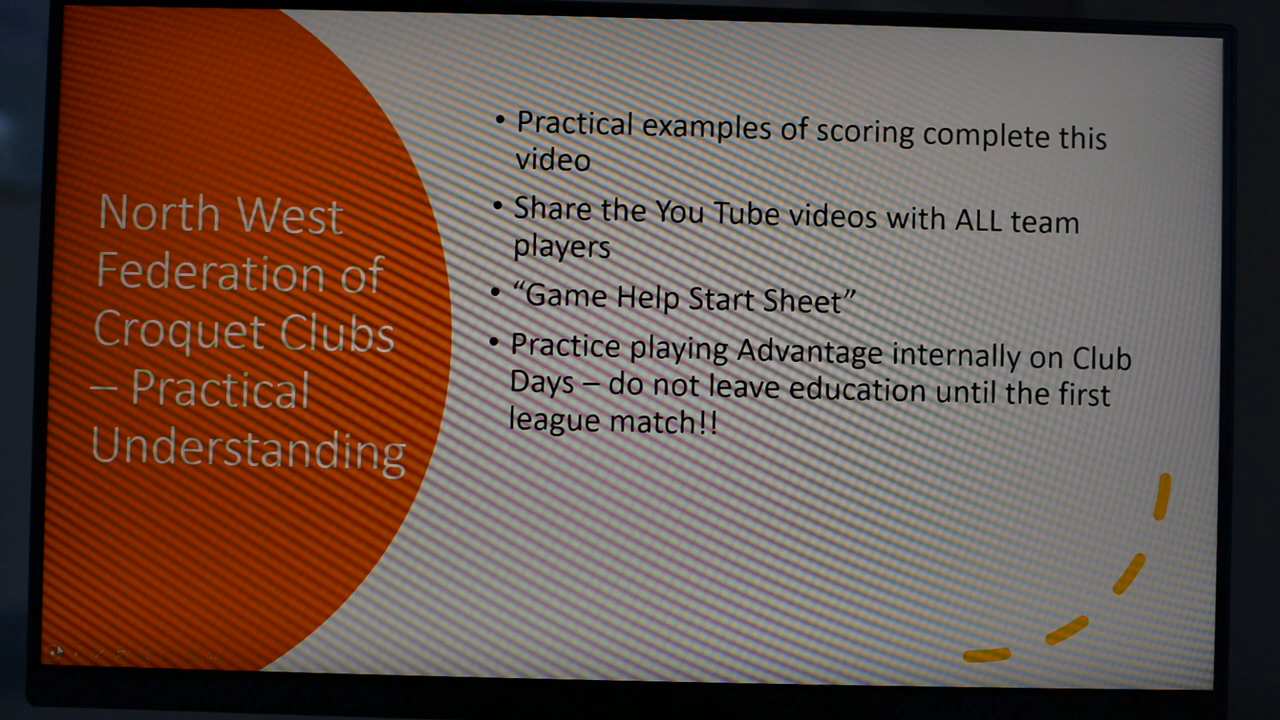 North West
Federation of
Croquet Clubs
– Practical
Understanding
• Practical examples of scoring complete this
video
• Share the You Tube videos with ALL team
players
• “Game Help Start Sheet”
• Practice playing Advantage internally on Club
Days – do not leave education until the first
league match!!